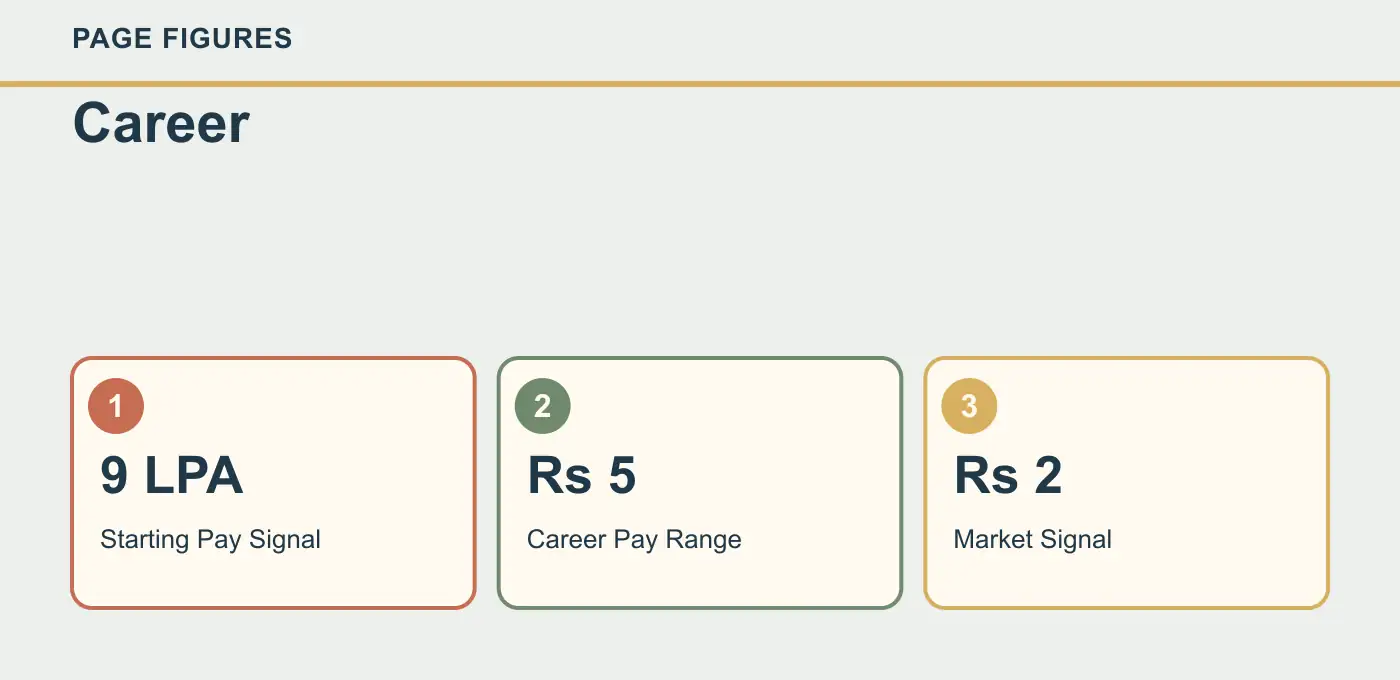 PAGE FIGURES
Career
1
9 LPA
Starting Pay Signal
2
Rs 5
Career Pay Range
3
Rs 2
Market Signal